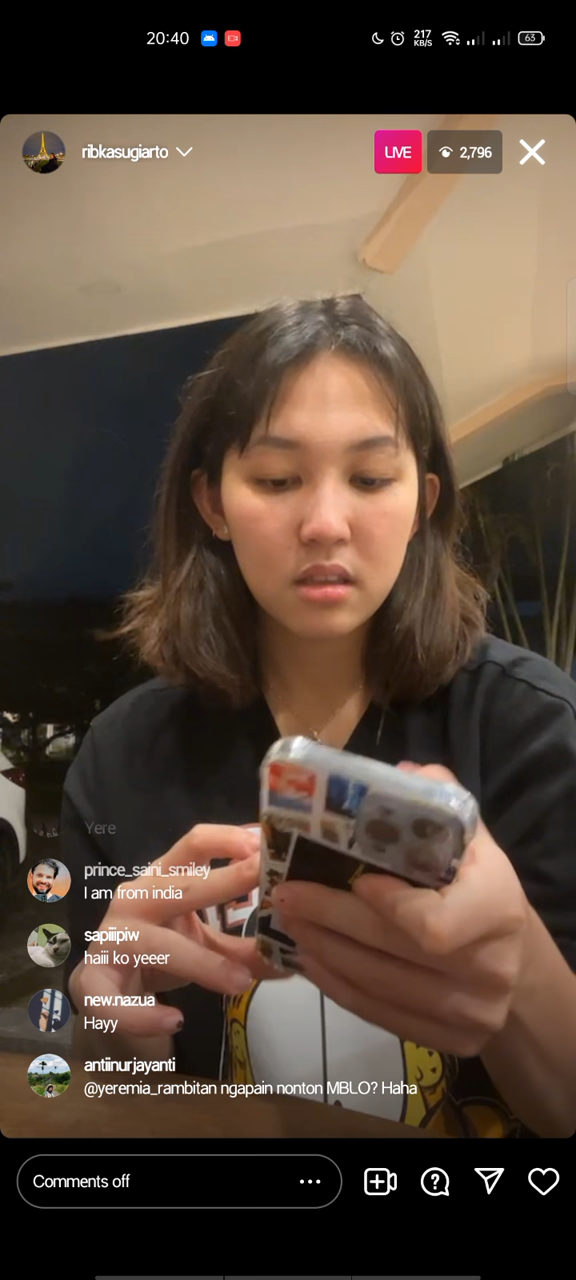 20:40
217
KB/S
63
ribkasugiarto
LIVE
2,796
Yere
prince_saini_smiley
I am from india
sapiiipiw
haiii ko yeeer
new.nazua
Hayy
antiinurjayanti
@yeremia_rambitan ngapain nonton MBLO? Haha
Comments off